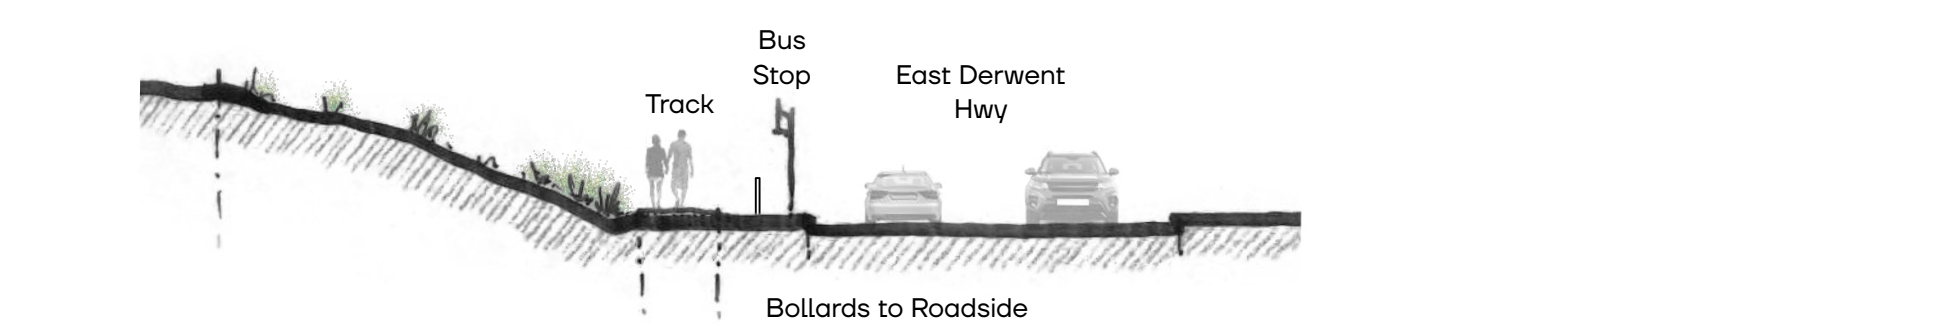 Bus
Stop
East Derwent
Hwy
Track
Bollards to Roadside